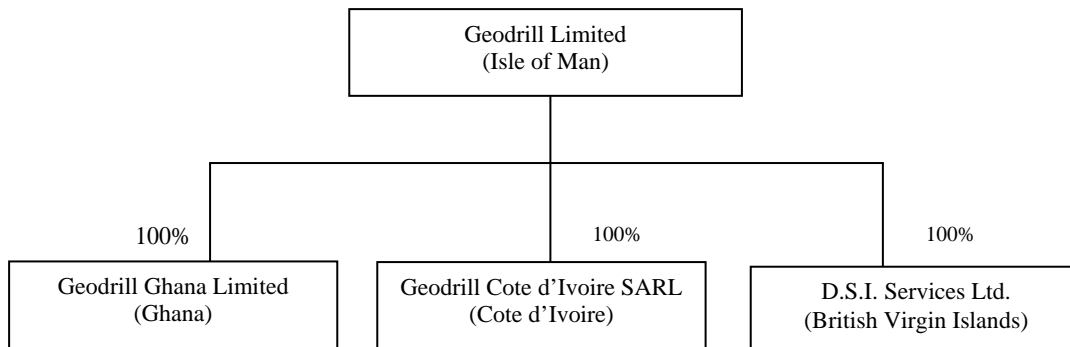 Geodrill Limited
(Isle of Man)
100%
100%
100%
Geodrill Ghana Limited
(Ghana)
Geodrill Cote d'Ivoire SARL
(Cote d'Ivoire)
D.S.I. Services Ltd.
(British Virgin Islands)